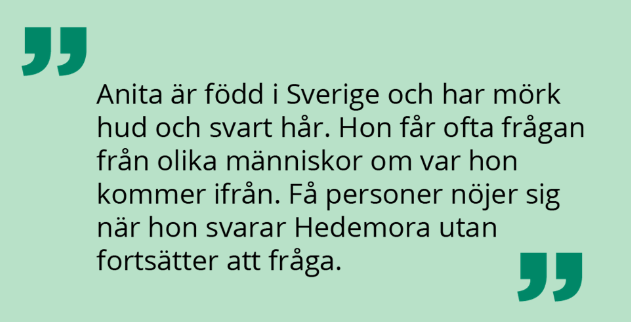 Anita är född i Sverige och har mörk
hud och svart hår. Hon får ofta frågan
från olika människor om var hon
kommer ifrån. Få personer nöjer sig
när hon svarar Hedemora utan
fortsätter att fråga.